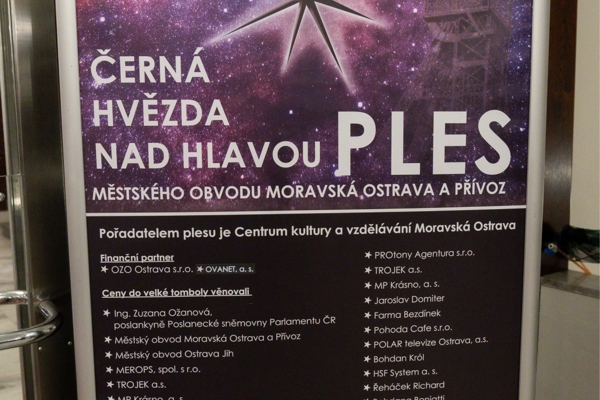 ČERNÁ
HVĚZDA
NAD HLAVOU PLES
MĚSTSKÉHO OBVODU MORAVSKÁ OSTRAVA A PŘÍVOZ
Pořadatelem plesu je Centrum kultury a vzdělávání Moravská Ostrava
Finanční partner
OZO Ostrava s.r.o. OVANET, a. s.
Ceny do velké tomboly věnovali
Ing. Zuzana Ožanová,
poslankyně Poslanecké sněmovny Parlamentu ČR
Městský obvod Moravská Ostrava a Přívoz
Městský obvod Ostrava Jih
MEROPS, spol. s r.o.
TROJEK a.s.
MP Krásno, a. s.
PROtony Agentura s.r.o.
TROJEK a.s.
MP Krásno, a. s.
Jaroslav Domiter
Farma Bezdínek
Pohoda Cafe s.r.o.
POLAR televize Ostrava, a.s.
Bohdan Król
HSF System a. s.
Řeháček Richard